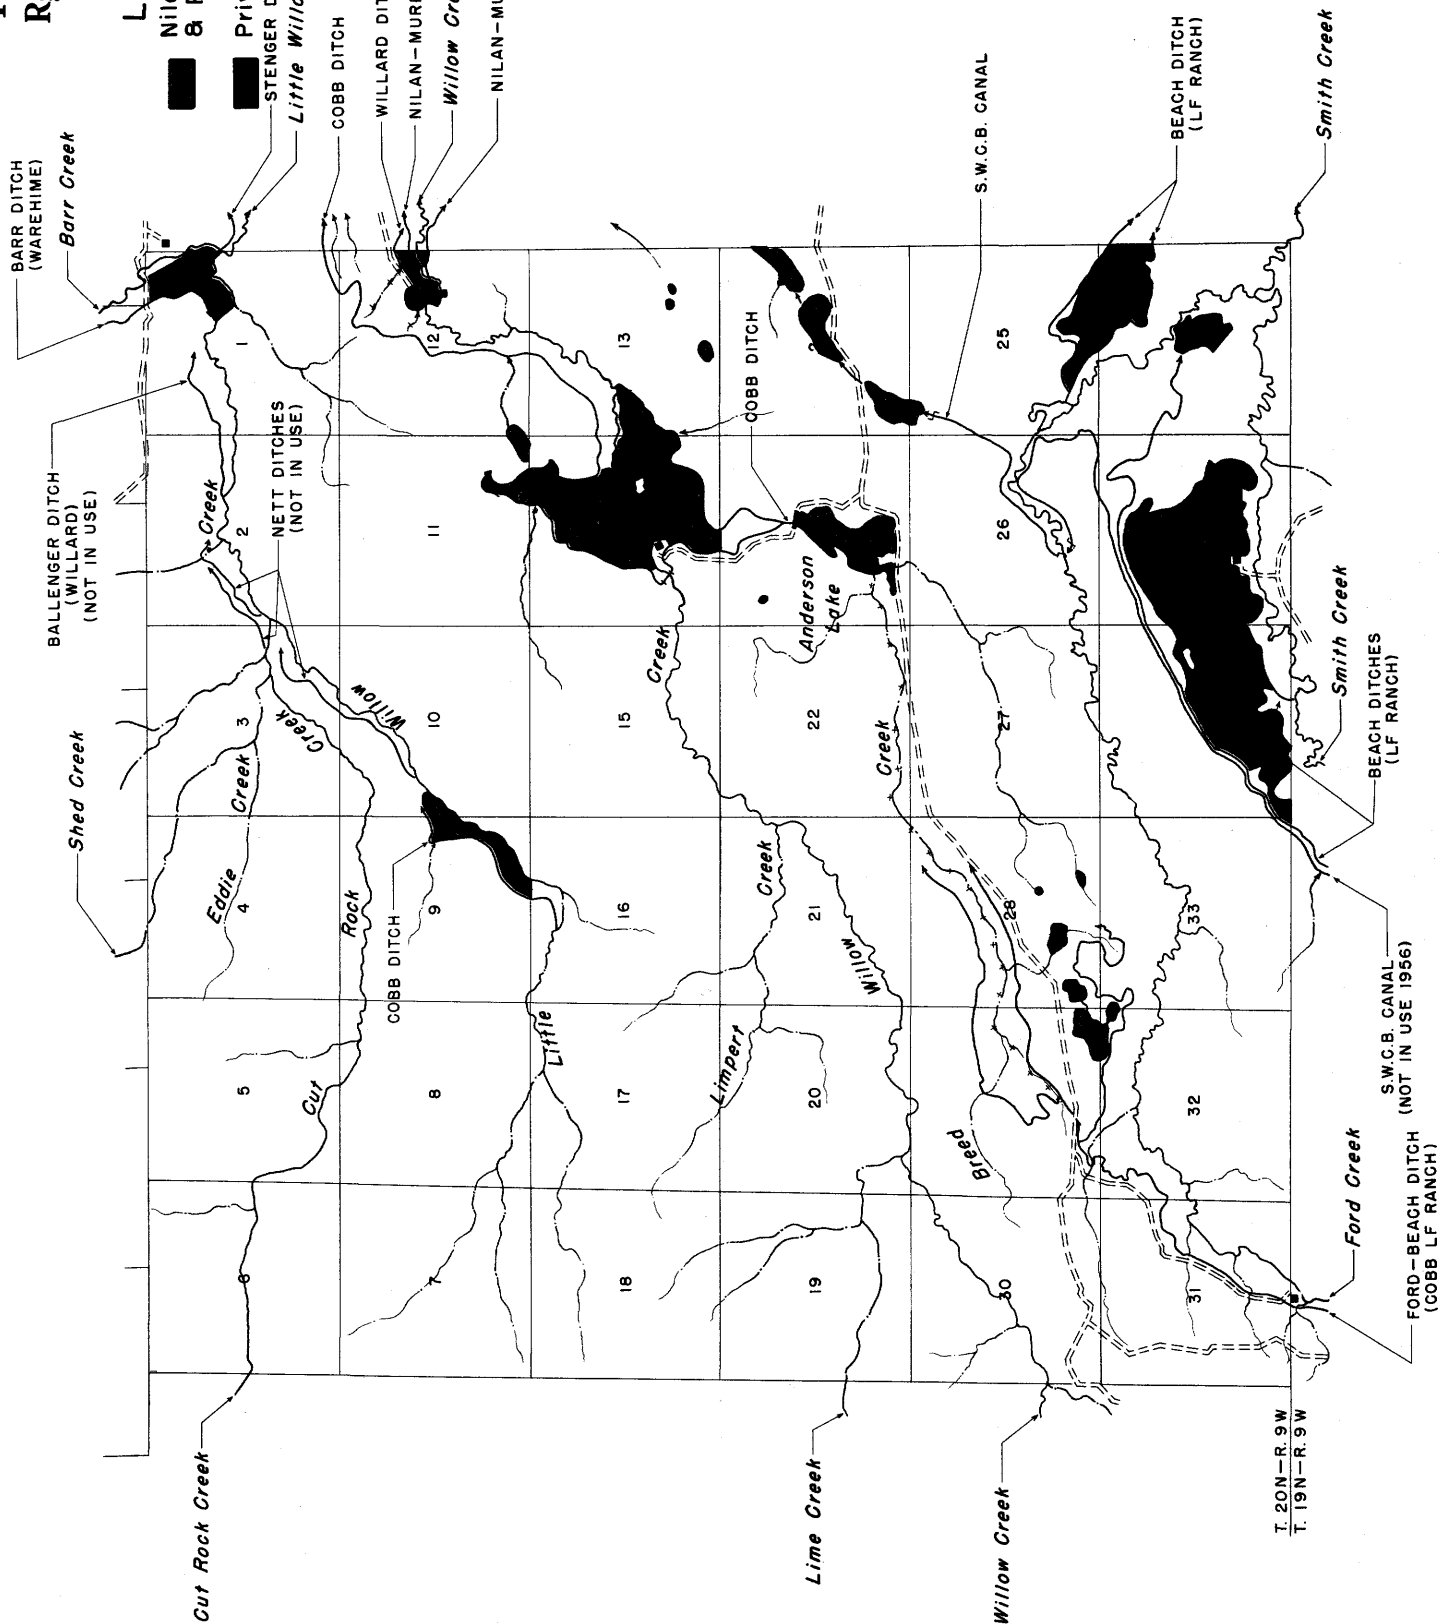 BARR DITCH
(WAREHIME)
Barr Creek
STENGER D
Little Willo
COBB DITCH
WILLARD DIT
NILAN-MURP
Willow Cre
NILAN-MU
S.W.C.B. CANAL
BEACH DITCH
(LF RANCH)
Smith Creek
BALLENGER DITCH
(WILLARD)
(NOT IN USE)
NETT DITCHES
(NOT IN USE)
COBB DITCH
1
12
13
25
Creek
2
11
26
Anderson
Lake
Smith Creek
BEACH DITCHES
(LF RANCH)
Shed Creek
3
Creek
Willow
10
Creek
15
22
Creek
27
Creek
Eddie
4
Rock
COBB DITCH
9
16
Creek
21
Willow
28
33
S.W.C.B. CANAL
(NOT IN USE 1956)
5
Cut
8
Little
17
Limpert
20
Breed
32
6
7
18
19
30
31
Ford Creek
FORD-BEACH DITCH
(COBB LF RANCH)
Cut Rock Creek
Lime Creek
Willow Creek
T. 20N-R. 9W
T. 19N-R. 9W